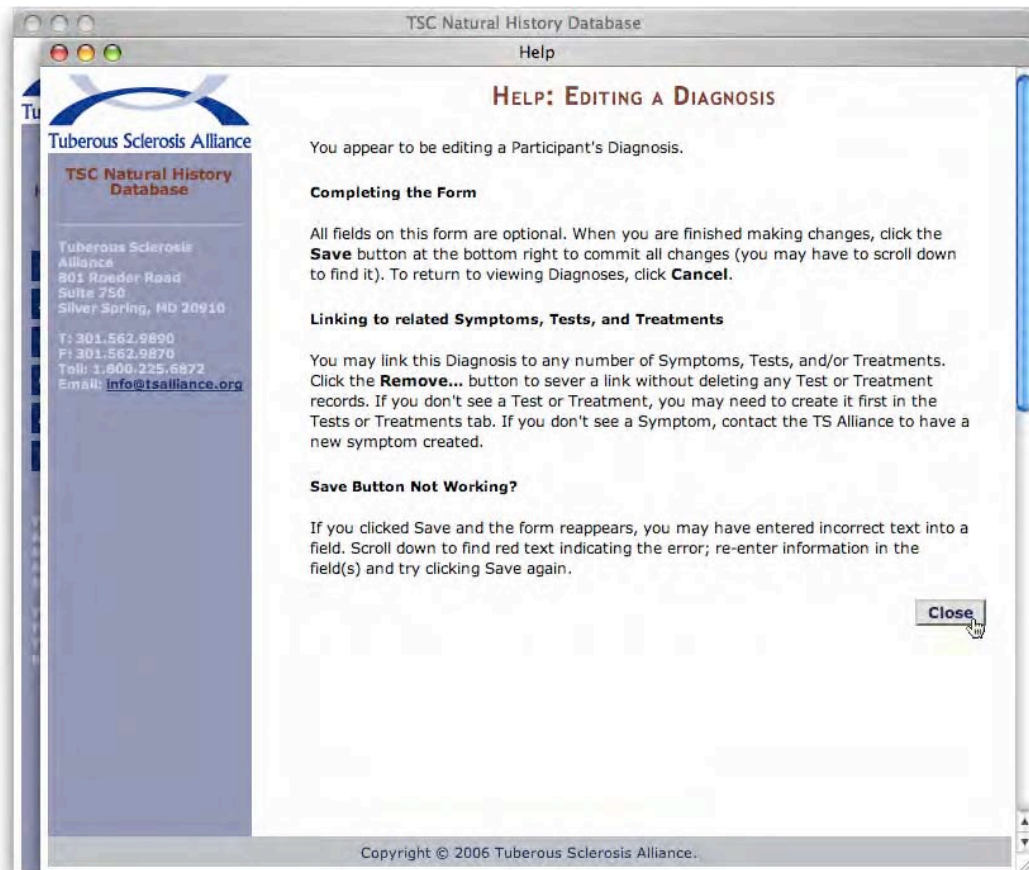 TSC Natural History Database
Help
Tu
Tuberous Sclerosis Alliance
TSC Natural History
Database
Tuberous Sclerosis
Alliance
801 Roeder Road
Suite 750
Silver Spring, MD 20910
T: 301.562.9890
F: 301.562.9870
Toll: 1.800.225.6872
Email: info@tsalliance.org
HELP: EDITING A DIAGNOSIS
You appear to be editing a Participant's Diagnosis.
Completing the Form
All fields on this form are optional. When you are finished making changes, click the
Save button at the bottom right to commit all changes (you may have to scroll down
to find it). To return to viewing Diagnoses, click Cancel.
Linking to related Symptoms, Tests, and Treatments
You may link this Diagnosis to any number of Symptoms, Tests, and/or Treatments.
Click the Remove... button to sever a link without deleting any Test or Treatment
records. If you don't see a Test or Treatment, you may need to create it first in the
Tests or Treatments tab. If you don't see a Symptom, contact the TS Alliance to have a
new symptom created.
Save Button Not Working?
If you clicked Save and the form reappears, you may have entered incorrect text into a
field. Scroll down to find red text indicating the error; re-enter information in the
field(s) and try clicking Save again.
Close
Copyright © 2006 Tuberous Sclerosis Alliance.